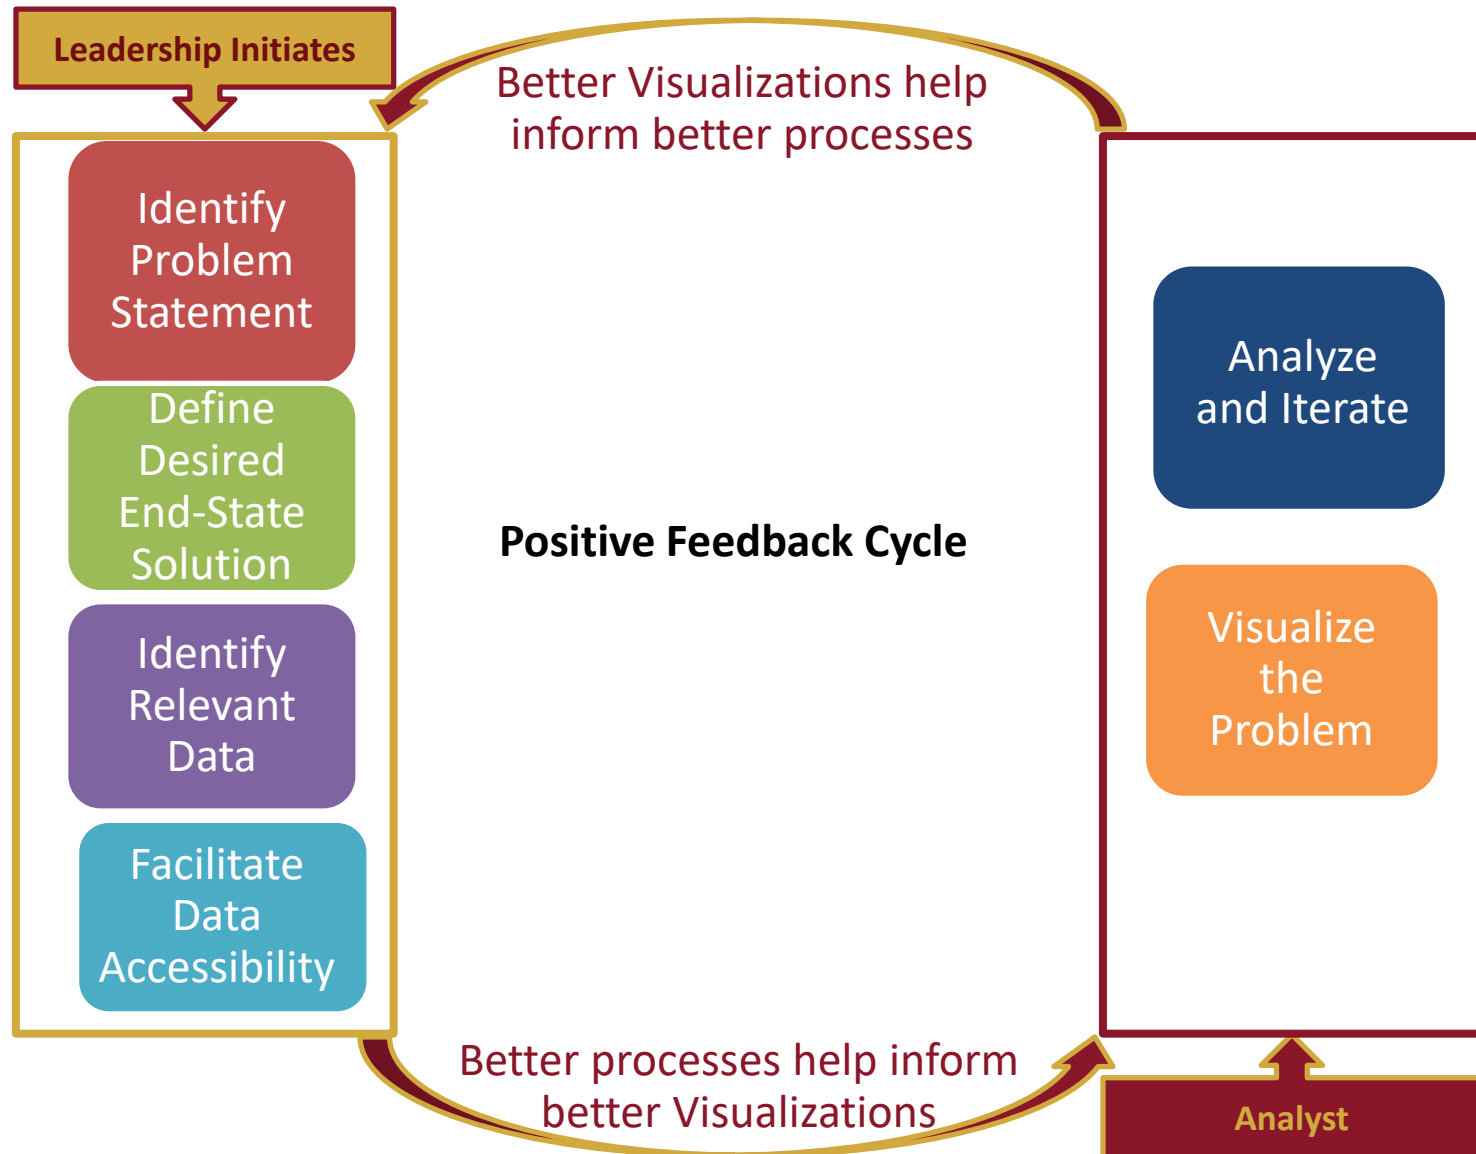 Leadership Initiates
Better Visualizations help
inform better processes
Identify
Problem
Statement
Define
Desired
End-State
Solution
Identify
Relevant
Data
Facilitate
Data
Accessibility
Positive Feedback Cycle
Analyze
and Iterate
Visualize
the
Problem
Better processes help inform
better Visualizations
Analyst